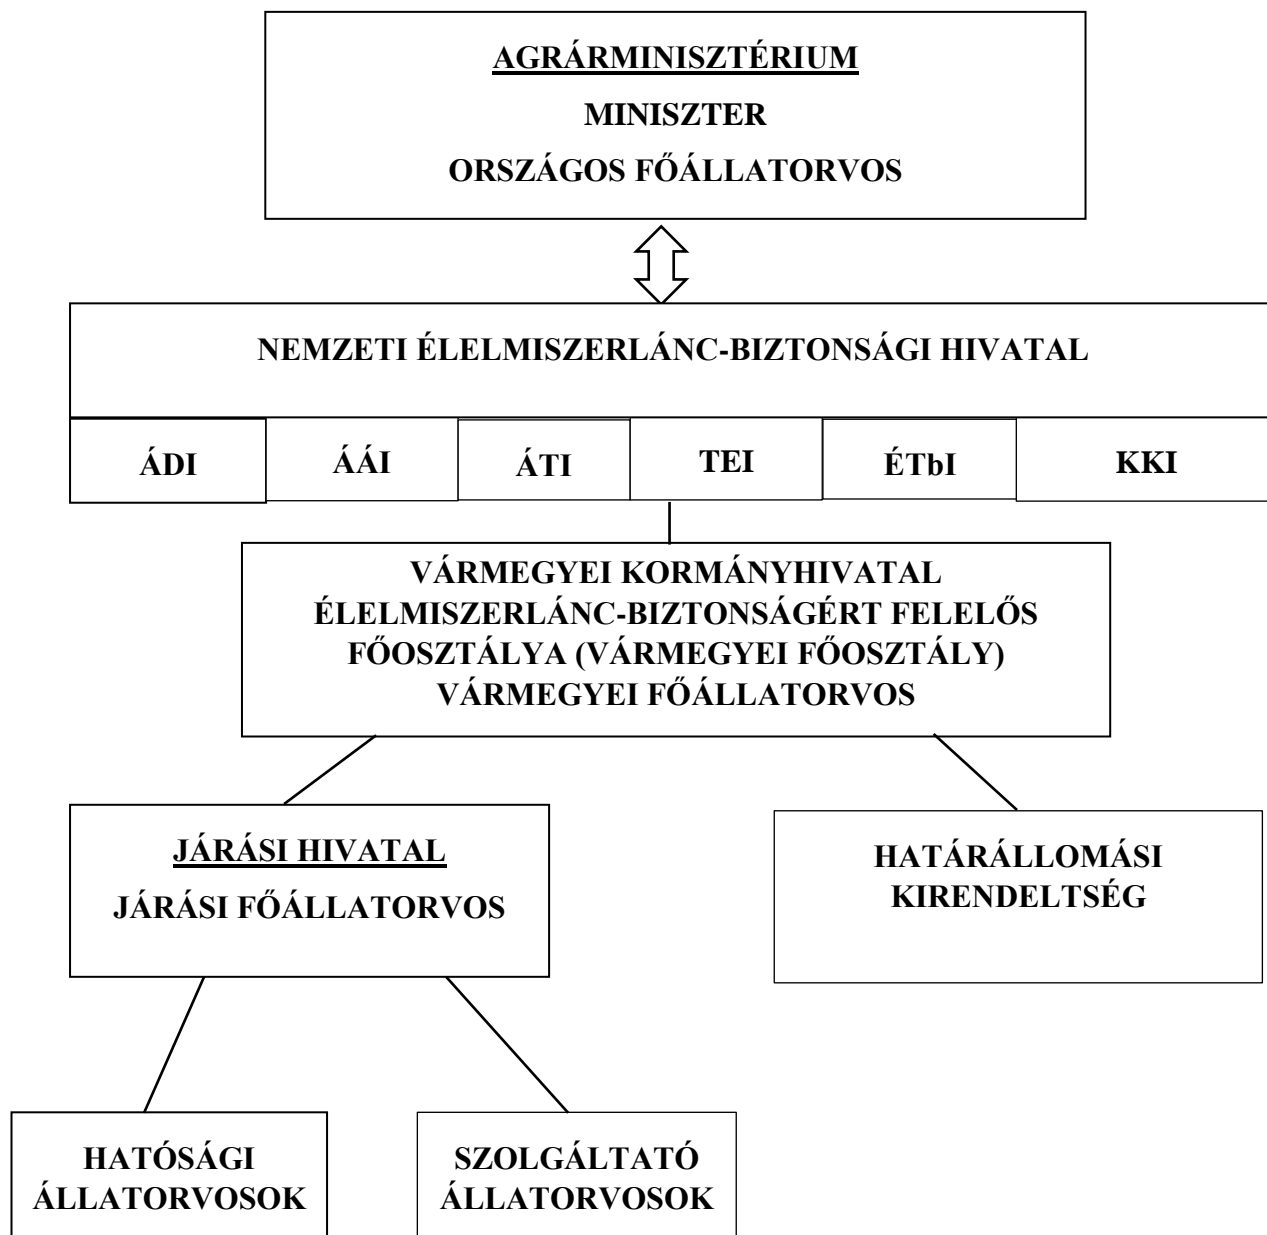 AGRÁRMINISZTÉRIUM
MINISZTER
ORSZÁGOS FŐÁLLATORVOS
NEMZETI ÉLELMISZERLÁNC-BIZTONSÁGI HIVATAL
ÁDI
ÁÁI
ÁTI
TEI
ÉTbI
KKI
VÁRMEGYEI KORMÁNYHIVATAL
ÉLELMISZERLÁNC-BIZTONSÁGÉRT FELELŐS
FŐOSZTÁLYA (VÁRMEGYEI FŐOSZTÁLY)
VÁRMEGYEI FŐÁLLATORVOS
JÁRÁSI HIVATAL
JÁRÁSI FŐÁLLATORVOS
HATÁRÁLLOMÁSI
KIRENDELTSÉG
HATÓSÁGI
ÁLLATORVOSOK
SZOLGÁLTATÓ
ÁLLATORVOSOK